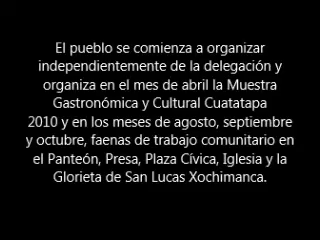 El pueblo se comienza a organizar
independientemente de la delegación y
organiza en el mes de abril la Muestra
Gastronómica y Cultural Cuatatapa
2010 y en los meses de agosto, septiembre
y octubre, faenas de trabajo comunitario en
el Panteón, Presa, Plaza Cívica, Iglesia y la
Glorieta de San Lucas Xochimanca.